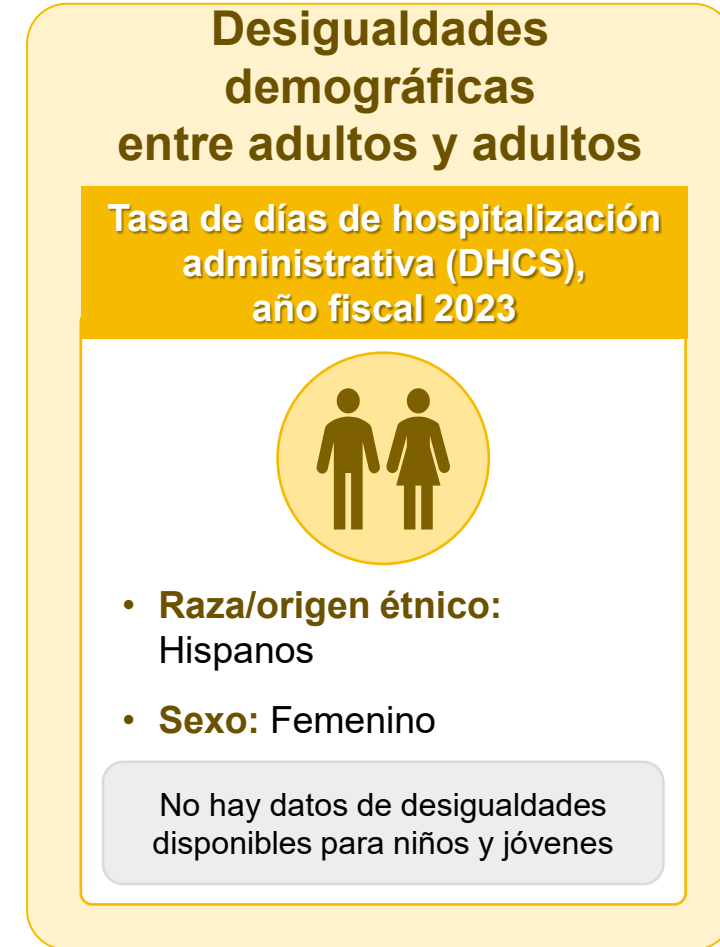 Desigualdades
demográficas
entre adultos y adultos
Tasa de días de hospitalización
administrativa (DHCS),
año fiscal 2023
• Raza/origen étnico:
Hispanos
• Sexo: Femenino
No hay datos de desigualdades
disponibles para niños y jóvenes